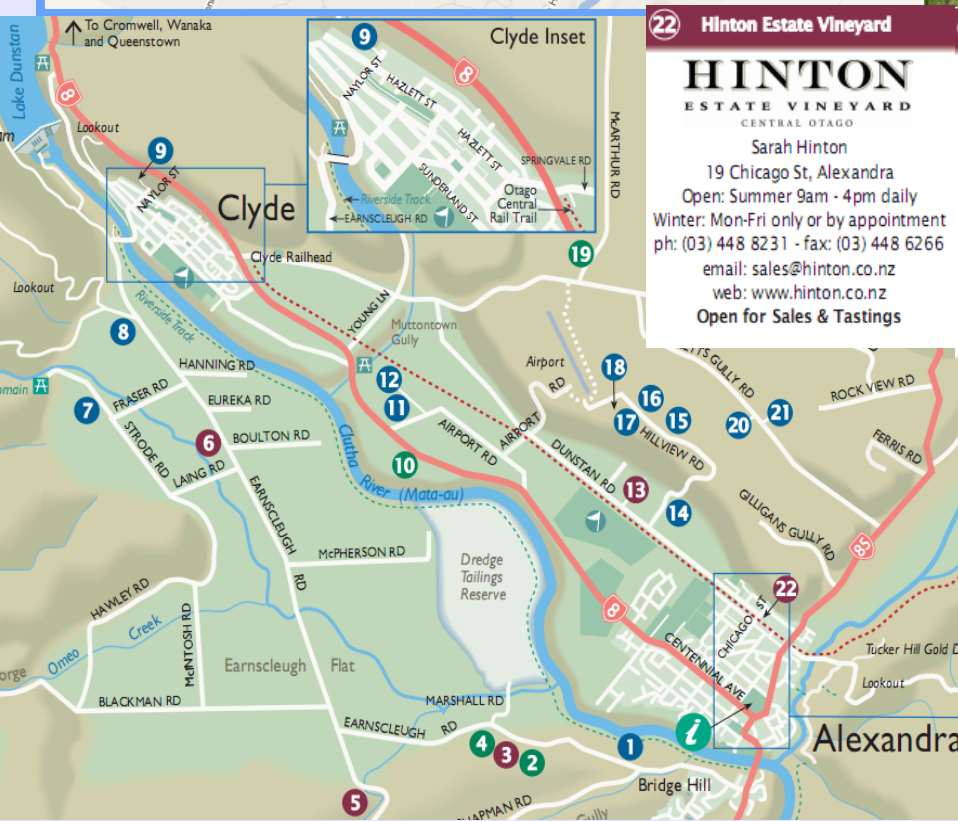 To Cromwell, Wanaka
and Queenstown
Lake Dunstan
8
Lookout
9
NAYLOR ST
Clyde
Clyde Railhead
Lookout
Riverside Track
Clyde Inset
9
8
NAYLOR ST
HAZLETT ST
HAZLETT ST
SUNDERLAND ST
SPRINGVALE RD
Otago
Central
Rail Trail
Riverside Track
EARNSCLEUGH RD
McARTHUR RD
19
22 Hinton Estate Vineyard
HINTON
ESTATE VINEYARD
CENTRAL OTAGO
Sarah Hinton
19 Chicago St, Alexandra
Open: Summer 9am - 4pm daily
Winter: Mon-Fri only or by appointment
ph: (03) 448 8231 - fax: (03) 448 6266
email: sales@hinton.co.nz
web: www.hinton.co.nz
Open for Sales & Tastings
YOUNG LN
Muttontown
Gully
8
HANNING RD
FRASER RD
EUREKA RD
7
STRODE RD
6
BOULTON RD
LAING RD
12
11
AIRPORT RD
10
Clutha
River (Mata-au)
Airport
AIRPORT
RD
18
16
17
15
HILLVIEW RD
DUNSTAN RD
13
14
GULLY RD
20
21
ROCK VIEW RD
FERRIS RD
GILLIGANS GULLY RD
85
EARNSCLEUGH
RD
McPHERSON RD
Dredge
Tailings
Reserve
HAWLEY RD
Omeo
Creek
McINTOSH RD
Earnscleugh Flat
BLACKMAN RD
MARSHALL RD
EARNSCLEUGH RD
8
22
CHICAGO ST
CENTENNIAL AVE
Tucker Hill Gold
Lookout
i
Alexandra
4
3
2
1
5
Bridge Hill
Gully